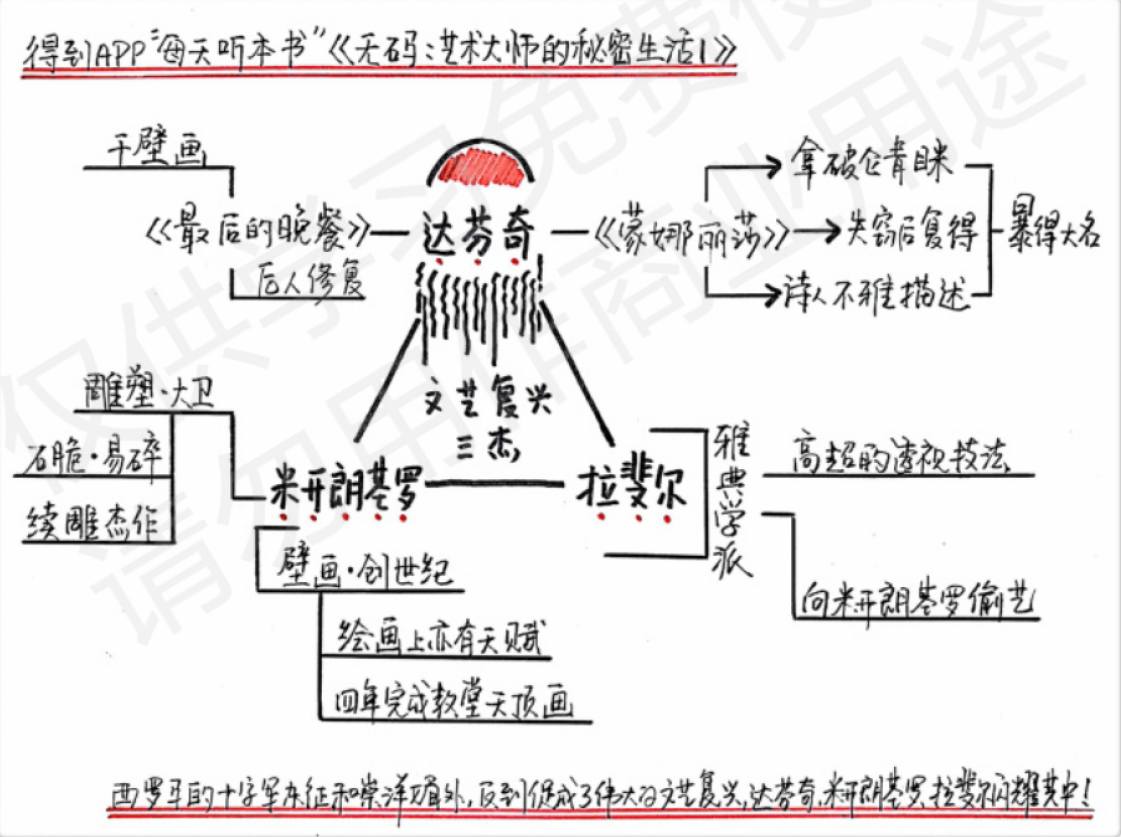 得到APP“每天听本书”《无码:艺术大师的秘密生活1》
干壁画
《最后的晚餐》
后人修复
达芬奇
《蒙娜丽莎》
拿破仑青睐
失窃后复得
诗人不雅描述
暴得大名
文艺复兴
三杰
雕塑·大卫
石脆·易碎
续雕杰作
米开朗基罗
壁画·创世纪
绘画上亦有天赋
四年完成教堂天顶画
拉斐尔
雅典学派
高超的透视技法
向米开朗基罗偷艺
西罗马的十字军东征和崇洋媚外,反到促成了伟大的文艺复兴,达芬奇、米开朗基罗、拉斐尔闪耀其中!
仅供学习免费使用
请勿用作商业用途